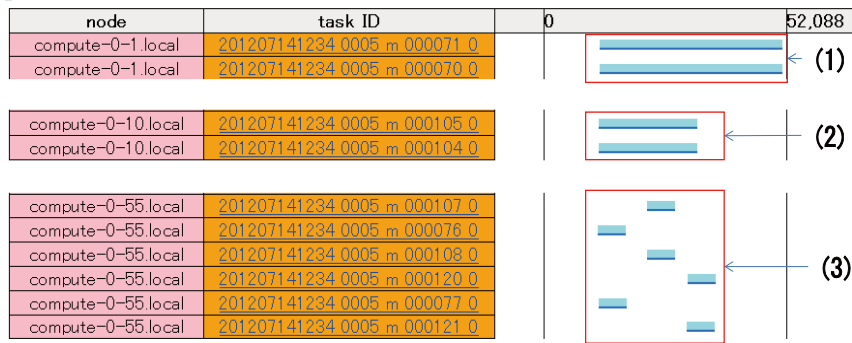 node task ID 0 52,088
compute-0-1.local 201207141234 0005 m 000071 0
(1)
compute-0-1.local 201207141234 0005 m 000070 0
compute-0-10.local 201207141234 0005 m 000105 0
(2)
compute-0-10.local 201207141234 0005 m 000104 0
compute-0-55.local 201207141234 0005 m 000107 0
compute-0-55.local 201207141234 0005 m 000076 0
compute-0-55.local 201207141234 0005 m 000108 0
(3)
compute-0-55.local 201207141234 0005 m 000120 0
compute-0-55.local 201207141234 0005 m 000077 0
compute-0-55.local 201207141234 0005 m 000121 0